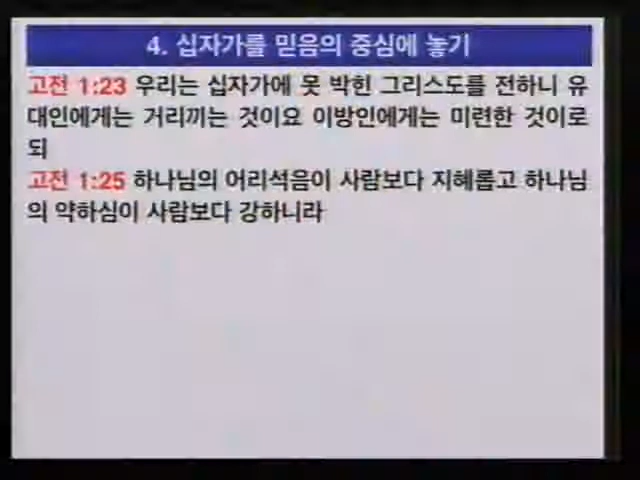 4. 십자가를 믿음의 중심에 놓기
고전 1:23 우리는 십자가에 못 박힌 그리스도를 전하니 유
대인에게는 거리끼는 것이요 이방인에게는 미련한 것이로
되
고전 1:25 하나님의 어리석음이 사람보다 지혜롭고 하나님
의 약하심이 사람보다 강하니라